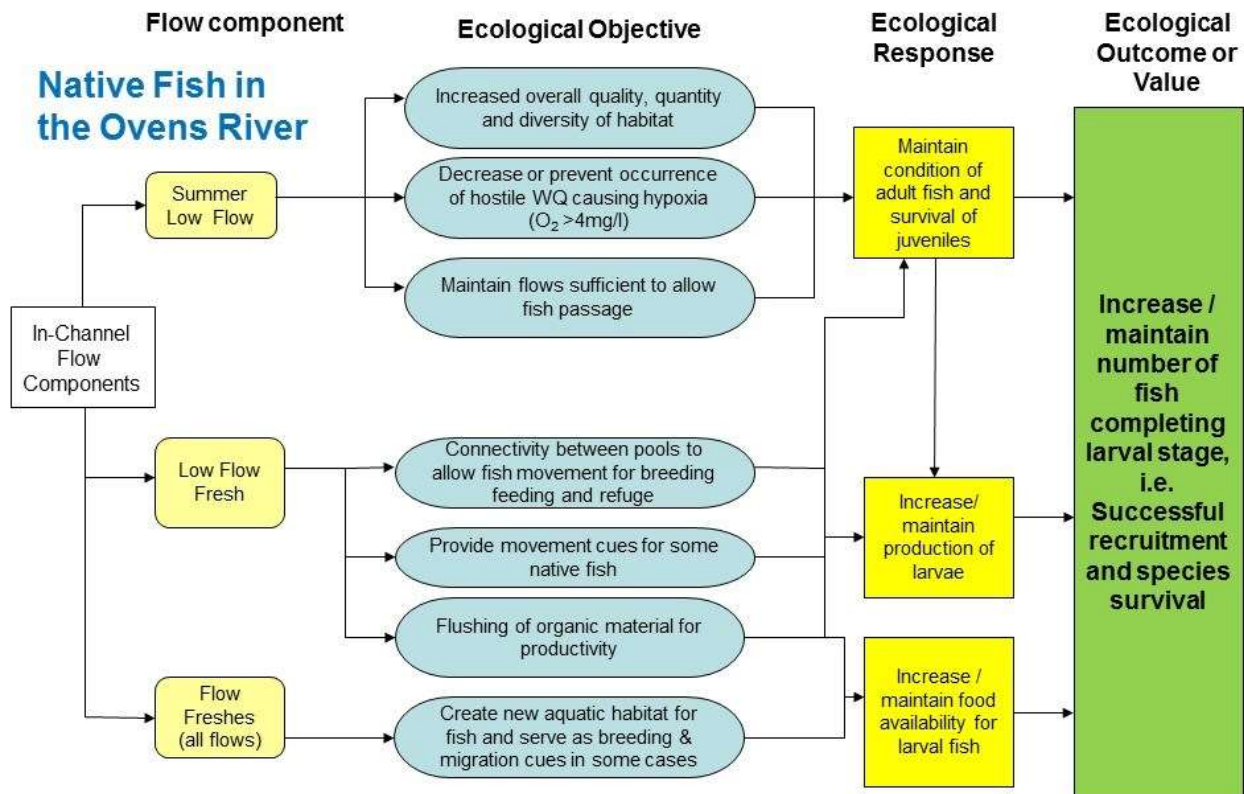 Flow component
Ecological Objective
Ecological
Response
Ecological
Outcome or
Value
Native Fish in
the Ovens River
In-Channel
Flow
Components
Summer
Low Flow
Low Flow
Fresh
Flow
Freshes
(all flows)
Increased overall quality, quantity
and diversity of habitat
Decrease or prevent occurrence
of hostile WQ causing hypoxia
(O₂ >4mg/l)
Maintain flows sufficient to allow
fish passage
Connectivity between pools to
allow fish movement for breeding
feeding and refuge
Provide movement cues for some
native fish
Flushing of organic material for
productivity
Create new aquatic habitat for
fish and serve as breeding &
migration cues in some cases
Maintain
condition of
adult fish and
survival of
juveniles
Increase/
maintain
production of
larvae
Increase /
maintain food
availability for
larval fish
Increase /
maintain
number of
fish
completing
larval stage,
i.e.
Successful
recruitment
and species
survival